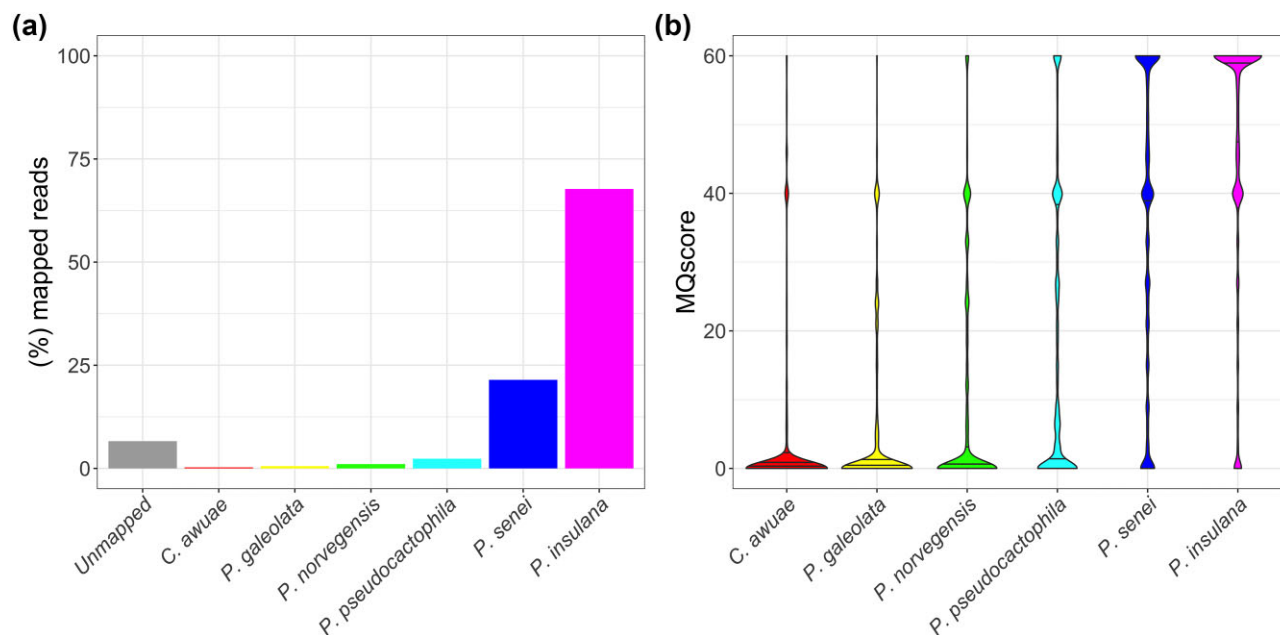 (a)
(%) mapped reads
100
75
50
25
0
Unmapped
C. awuae
P. galeolata
P. norvegensis
P. pseudocactophila
P. senei
P. insulana
(b)
MQscore
60
40
20
0
C. awuae
P. galeolata
P. norvegensis
P. pseudocactophila
P. senei
P. insulana